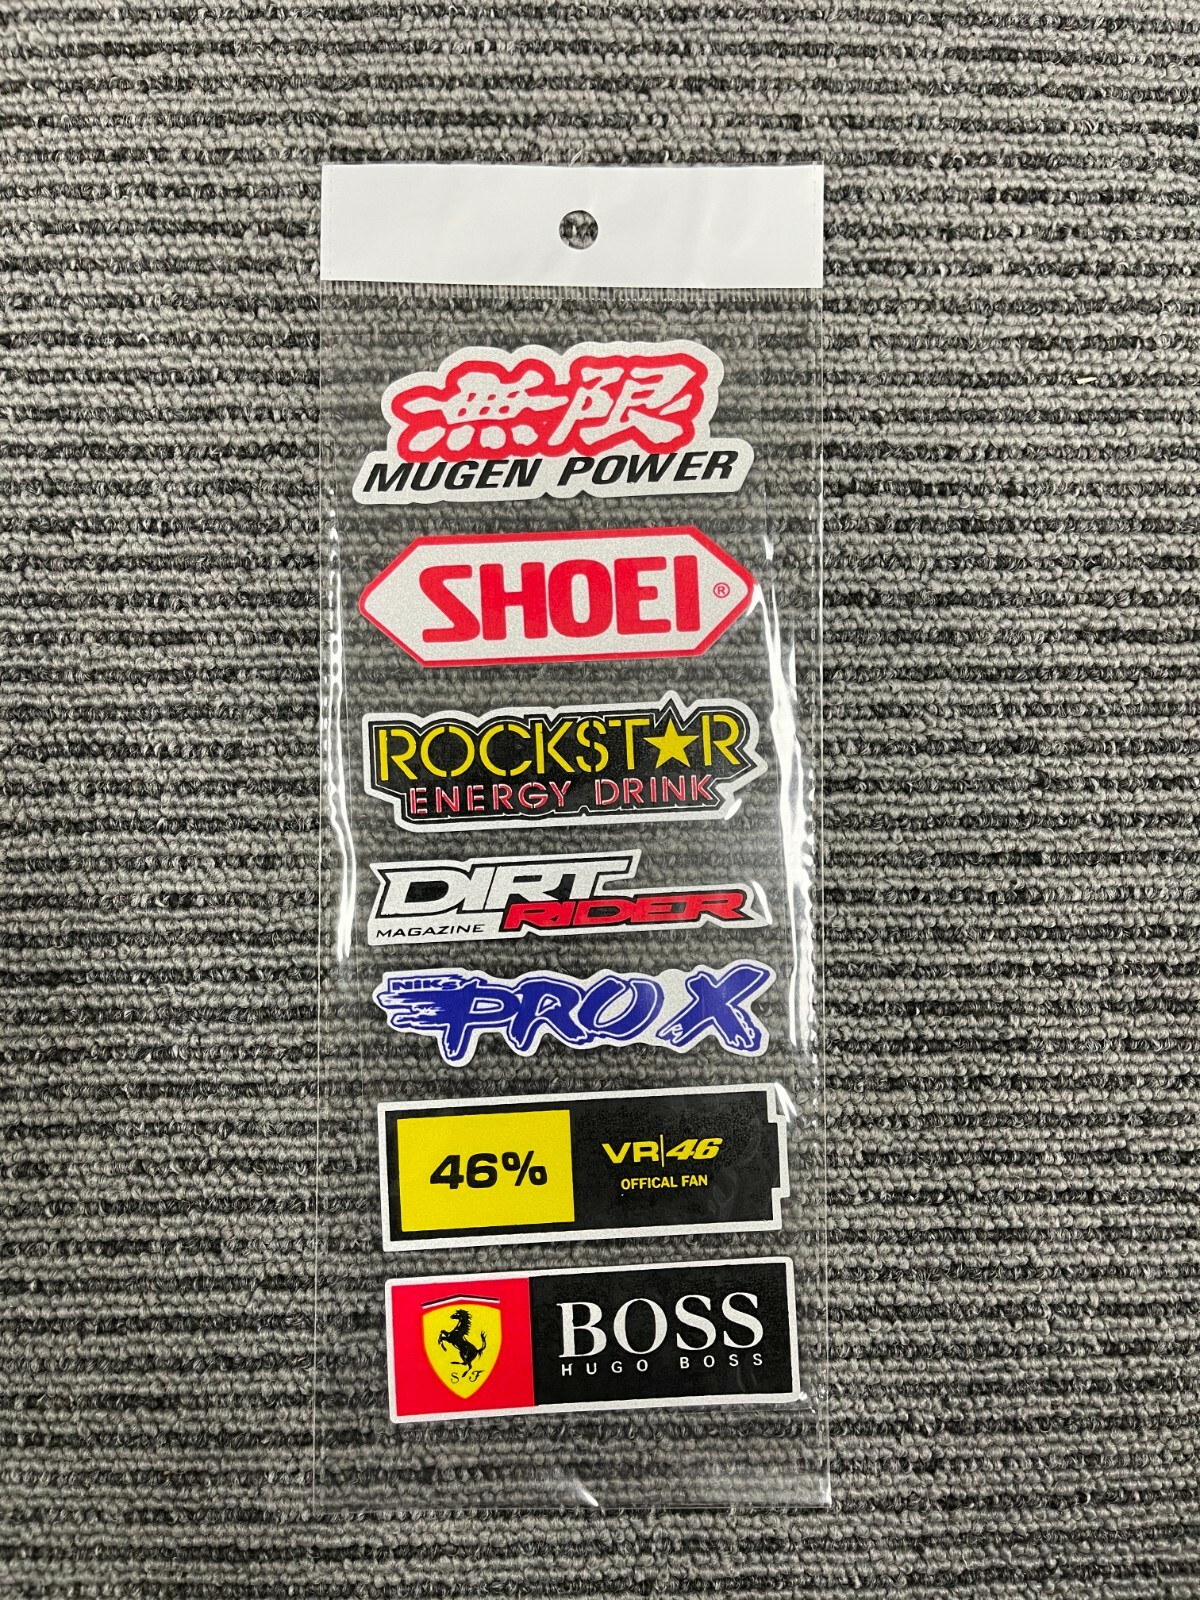 無限
MUGEN POWER
SHOEI®
ROCKSTAR
ENERGY DRINK
DIRT
RIDER
MAGAZINE
NIKS
PRO X
46%
VR|46
OFFICAL FAN
S F
BOSS
HUGO BOSS